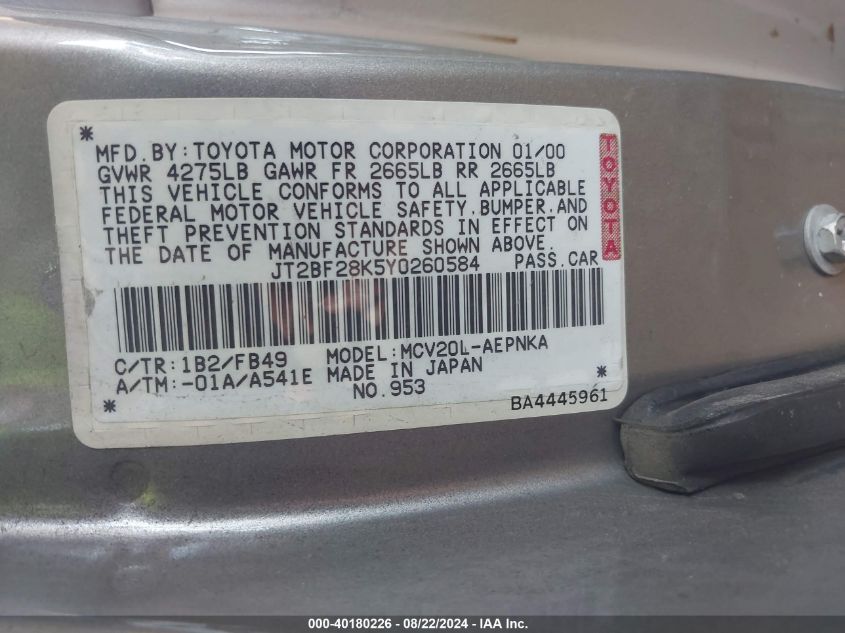 MFD.BY:TOYOTA MOTOR CORPORATION 01/00
GVWR 4275LB GAWR FR 2665LB RR 2665LB
THIS VEHICLE CONFORMS TO ALL APPLICABLE
FEDERAL MOTOR VEHICLE SAFETY,BUMPER,AND
THEFT PREVENTION STANDARDS IN EFFECT ON
THE DATE OF MANUFACTURE SHOWN ABOVE.
JT2BF28K5Y0260584 PASS.CAR
TOYOTA
C/TR:1B2/FB49 MODEL:MCV20L-AEPNKA
A/TM:-01A/A541E MADE IN JAPAN
NO.953
BA4445961
000-40180226 - 08/22/2024 - IAAI Inc.